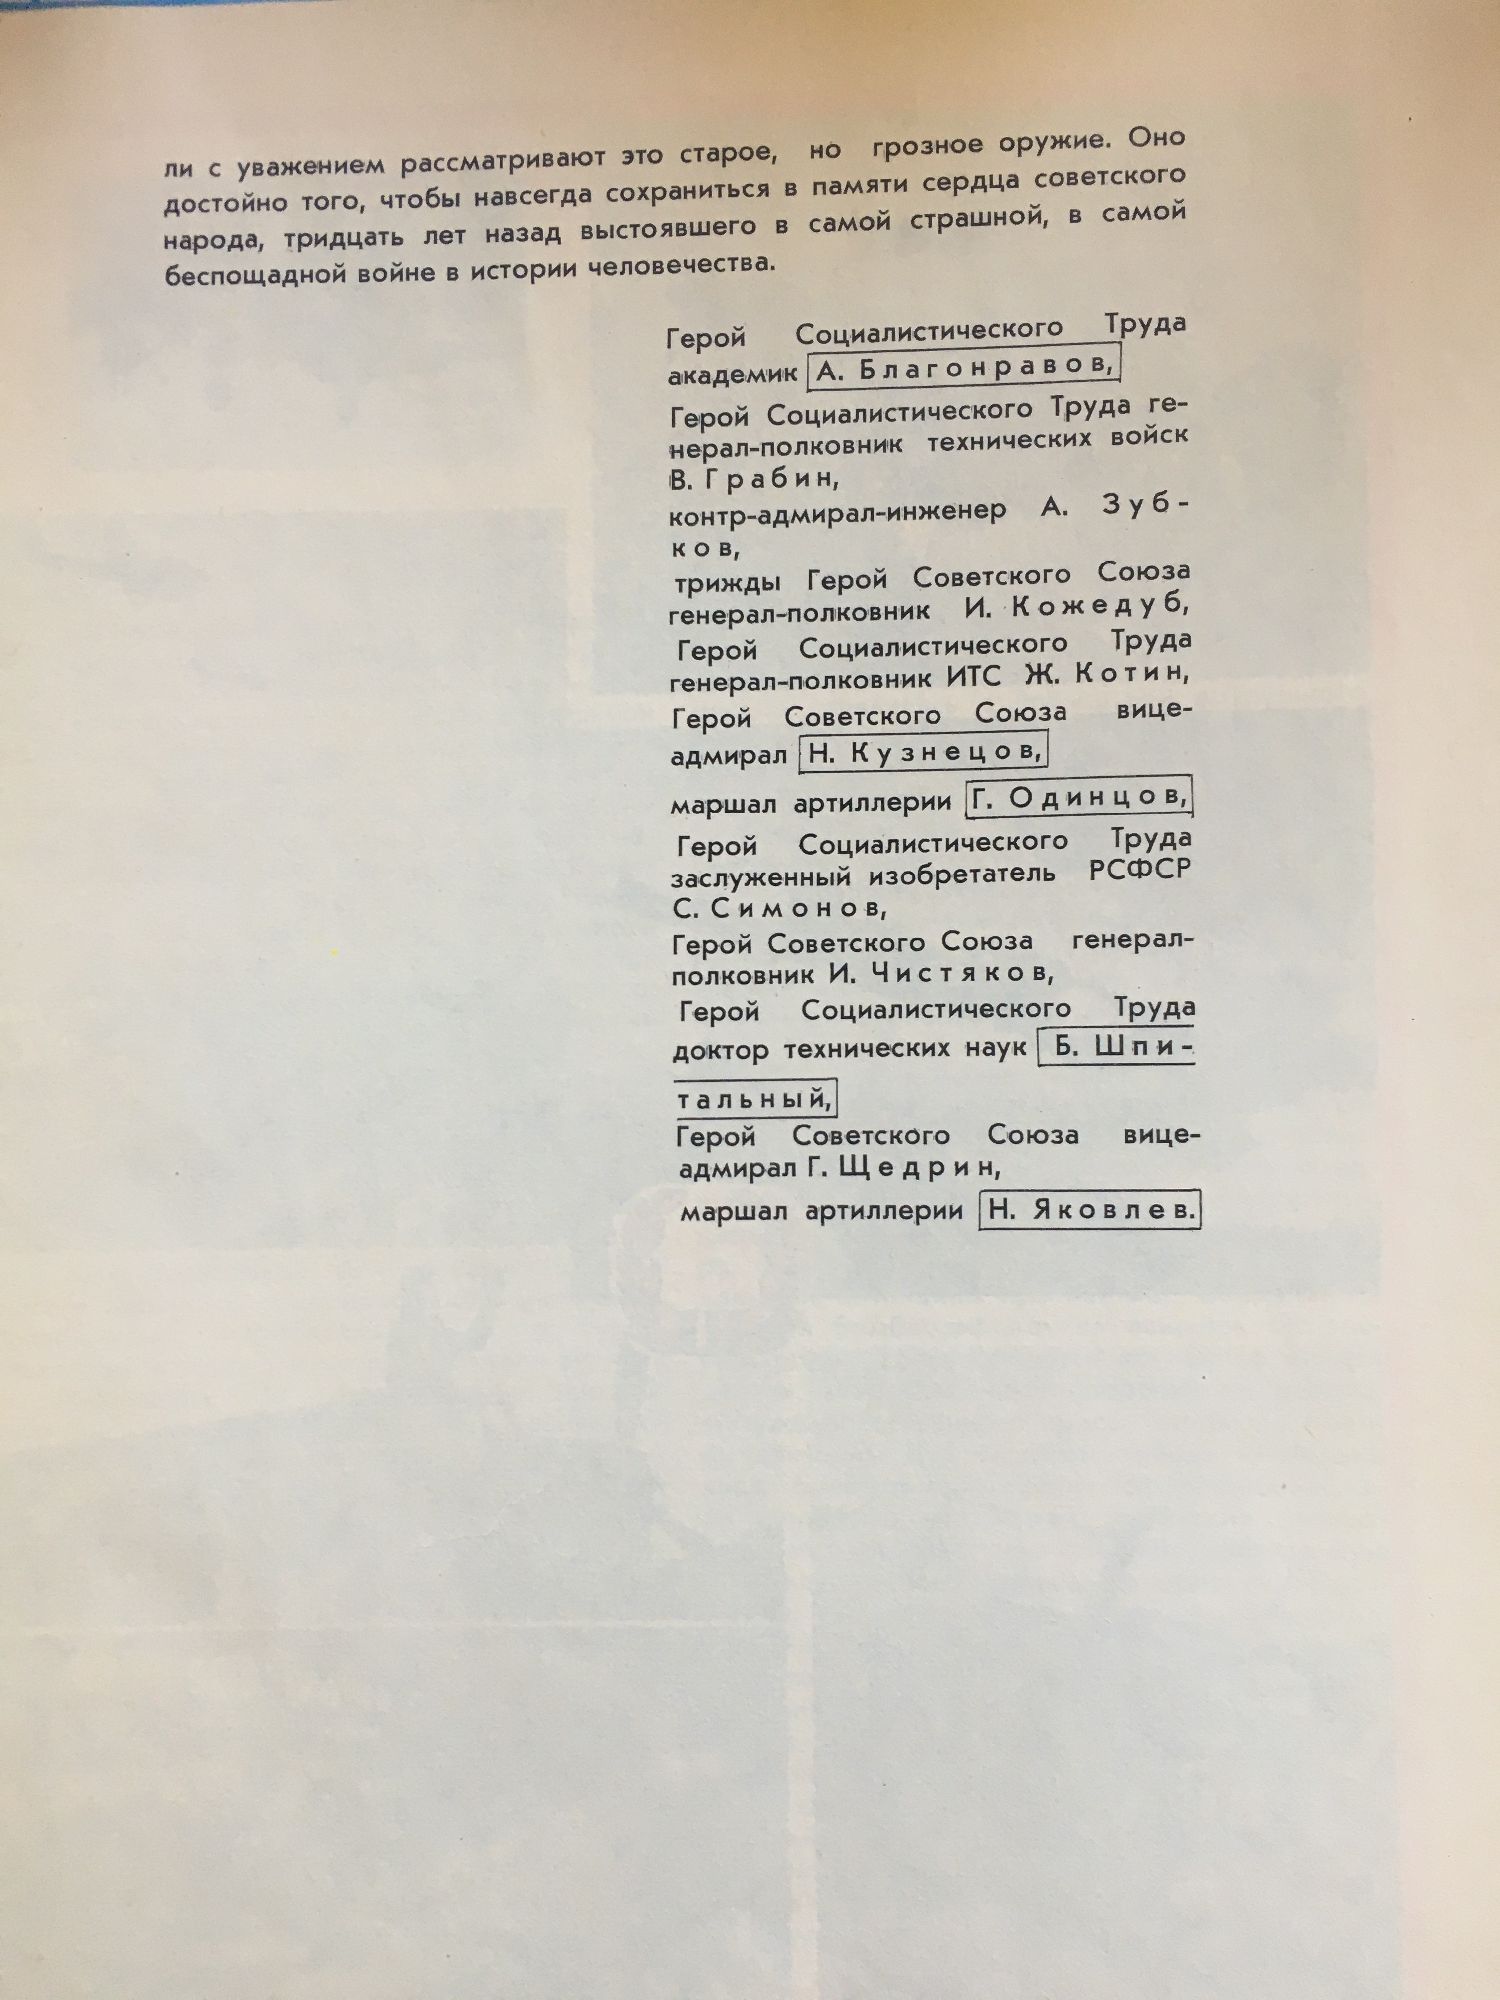 ли с уважением рассматривают это старое, но грозное оружие. Оно
достойно того, чтобы навсегда сохраниться в памяти сердца советского
народа, тридцать лет назад выстоявшего в самой страшной, в самой
беспощадной войне в истории человечества.
Герой Социалистического Труда
академик А. Благонравов,
Герой Социалистического Труда ге-
нерал-полковник технических войск
В. Грабин,
контр-адмирал-инженер А. Зуб-
ков,
трижды Герой Советского Союза
генерал-полковник И. Кожедуб,
Герой Социалистического Труда
генерал-полковник ИТС Ж. Котин,
Герой Советского Союза вице-
адмирал Н. Кузнецов,
маршал артиллерии Г. Одинцов,
Герой Социалистического Труда
заслуженный изобретатель РСФСР
С. Симонов,
Герой Советского Союза генерал-
полковник И. Чистяков,
Герой Социалистического Труда
доктор технических наук Б. Шпи-
тальный,
Герой Советского Союза вице-
адмирал Г. Щедрин,
маршал артиллерии Н. Яковлев.